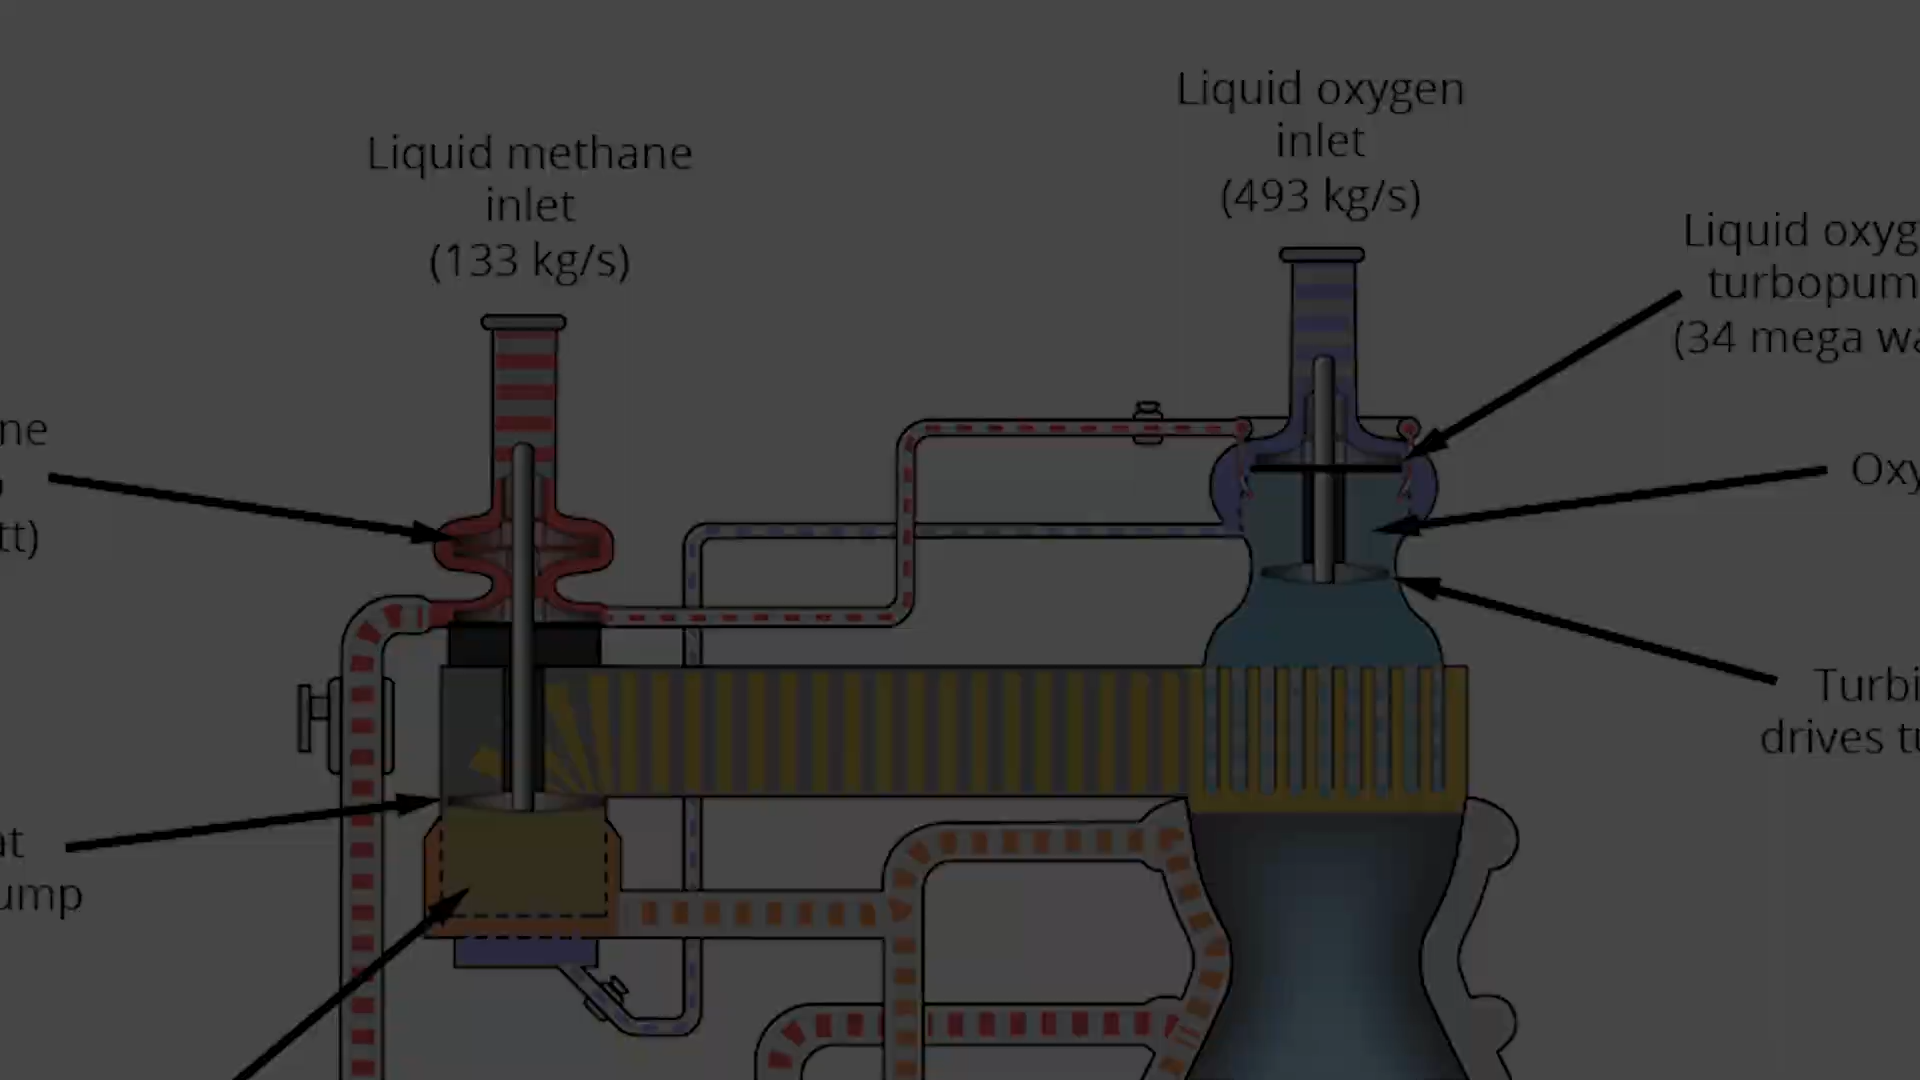 Liquid oxygen
inlet
(493 kg/s)
Liquid methane
inlet
(133 kg/s)
Liquid oxyg
turbopum
(34 mega wa
ne
tt)
Oxy
Turbi
drives tu
at
ump